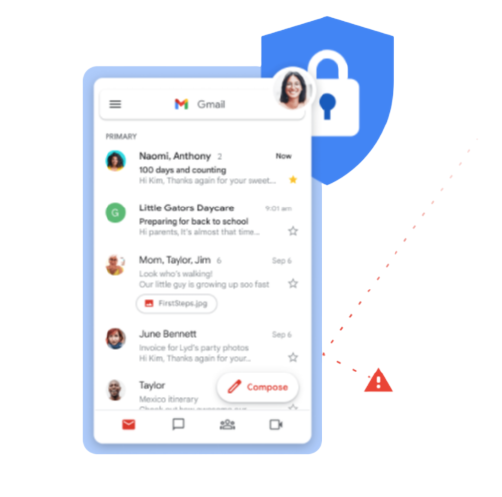 Gmail
PRIMARY
Naomi, Anthony 2 Now
100 days and counting
Hi Kim, Thanks again for your sweet...
G Little Gators Daycare 9:01 am
Preparing for back to school
Hi parents, It's almost that time...
Mom, Taylor, Jim 6 Sep 6
Look who's walking!
Our little guy is growing up soo fast
FirstSteps.jpg
June Bennett Sep 6
Invoice for Lyd's party photos
Hi Kim, Thanks again for your...
Taylor
Compose
Mexico itinerary